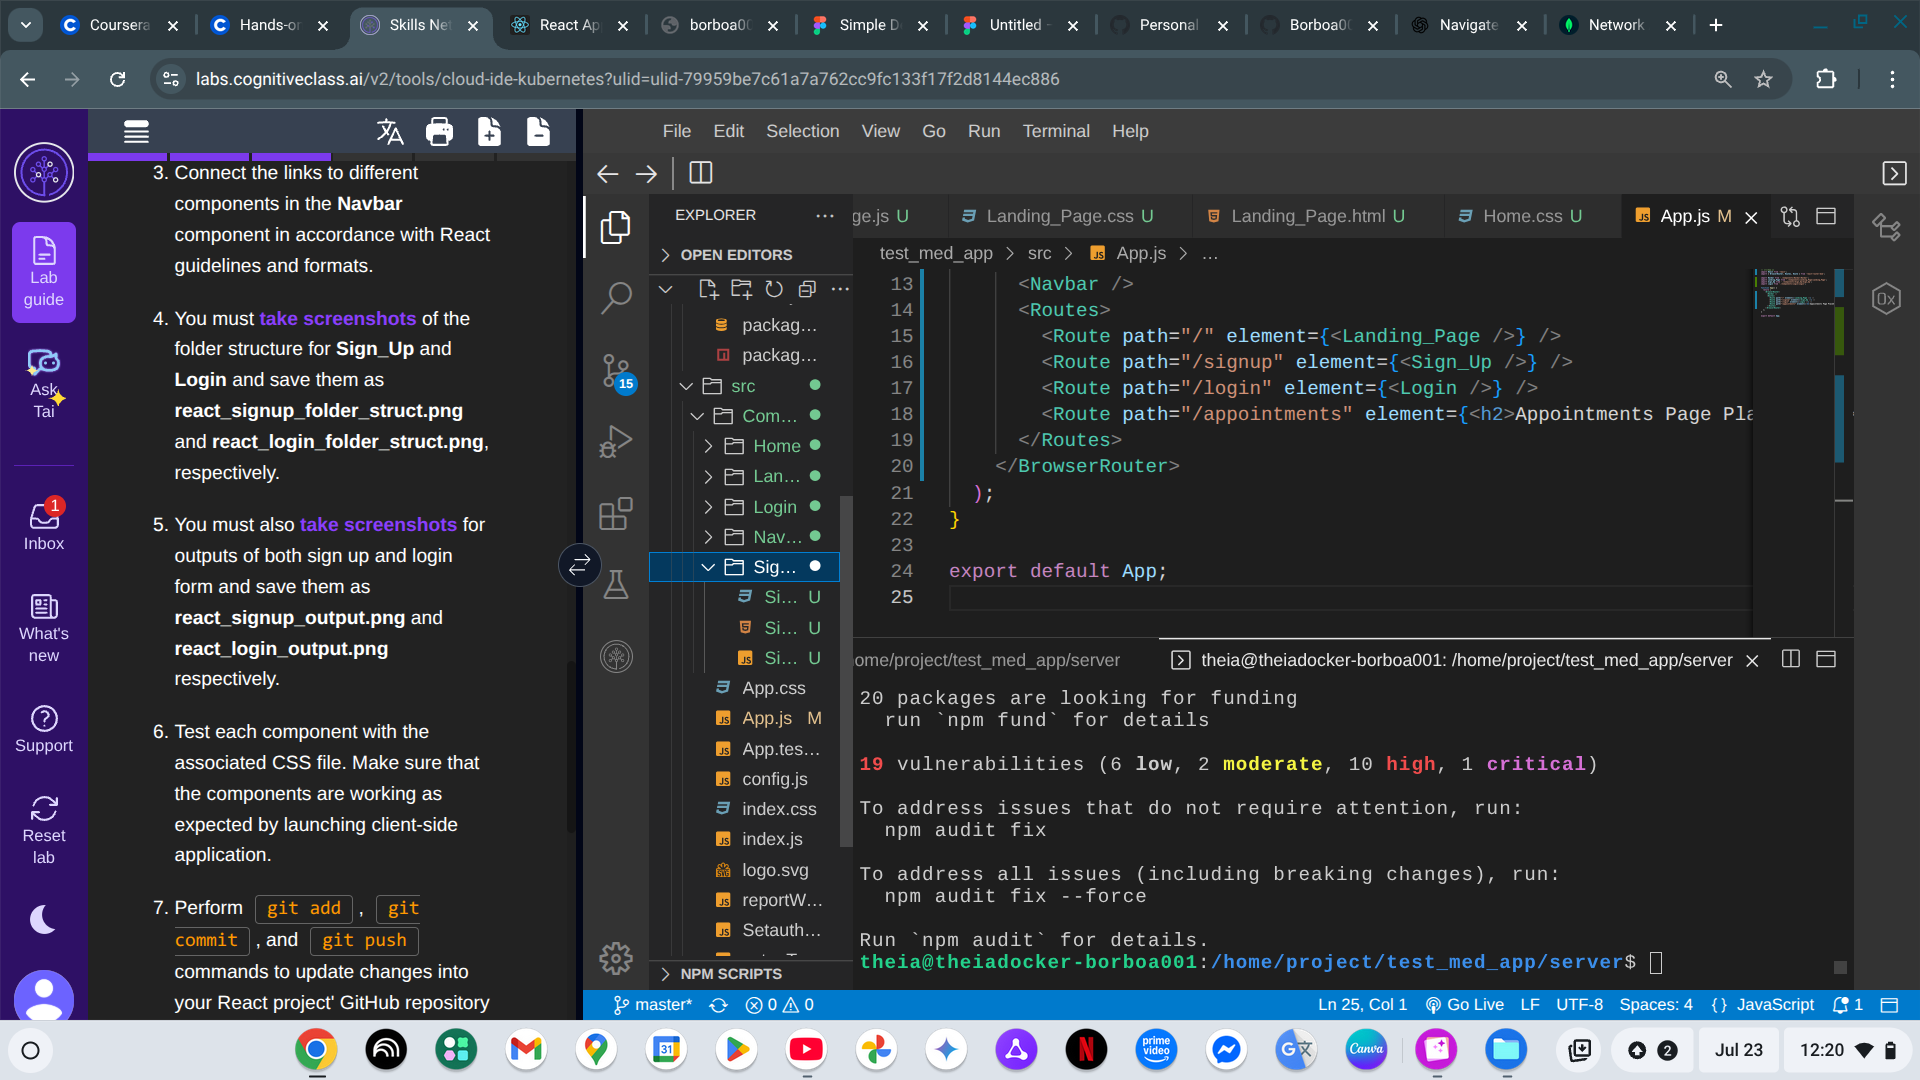 Coursera
Hands-or
Skills Net
React Ap
borboa00
Simple D
Untitled -
Personal
Borboa00
Navigate
Network
labs.cognitiveclass.ai/v2/tools/cloud-ide-kubernetes?ulid=ulid-79959be7c61a7a762cc9fc133f17f2d8144ec886
Lab
guide
Ask
Tai
1
Inbox
What's
new
Support
Reset
lab
3. Connect the links to different
components in the Navbar
component in accordance with React
guidelines and formats.
4. You must take screenshots of the
folder structure for Sign_Up and
Login and save them as
react_signup_folder_struct.png
and react_login_folder_struct.png,
respectively.
5. You must also take screenshots for
outputs of both sign up and login
form and save them as
react_signup_output.png and
react_login_output.png
respectively.
6. Test each component with the
associated CSS file. Make sure that
the components are working as
expected by launching client-side
application.
7. Perform git add , git
commit , and git push
commands to update changes into
your React project' GitHub repository
File Edit Selection View Go Run Terminal Help
15
EXPLORER
OPEN EDITORS
packag...
packag...
src
Com...
Home
Lan...
Login
Nav...
Sig...
Si... U
Si... U
Si... U
App.css
App.js M
App.tes...
config.js
index.css
index.js
logo.svg
reportW...
Setauth...
NPM SCRIPTS
ge.js U
Landing_Page.css U
Landing_Page.html U
Home.css U
App.js M
test_med_app > src > App.js > ...
13 <Navbar />
14 <Routes>
15 <Route path="/" element={<Landing_Page />} />
16 <Route path="/signup" element={<Sign_Up />} />
17 <Route path="/login" element={<Login />} />
18 <Route path="/appointments" element={<h2>Appointments Page Pla
19 </Routes>
20 </BrowserRouter>
21 );
22 }
23
24 export default App;
25
0x
ome/project/test_med_app/server
theia@theiadocker-borboa001: /home/project/test_med_app/server
20 packages are looking for funding
run `npm fund` for details
19 vulnerabilities (6 low, 2 moderate, 10 high, 1 critical)
To address issues that do not require attention, run:
npm audit fix
To address all issues (including breaking changes), run:
npm audit fix --force
Run `npm audit` for details.
theia@theiadocker-borboa001:/home/project/test_med_app/server$
master* 0 0 Ln 25, Col 1 Go Live LF UTF-8 Spaces: 4 {} JavaScript 1
31
prime
video
Canva
2
Jul 23
12:20